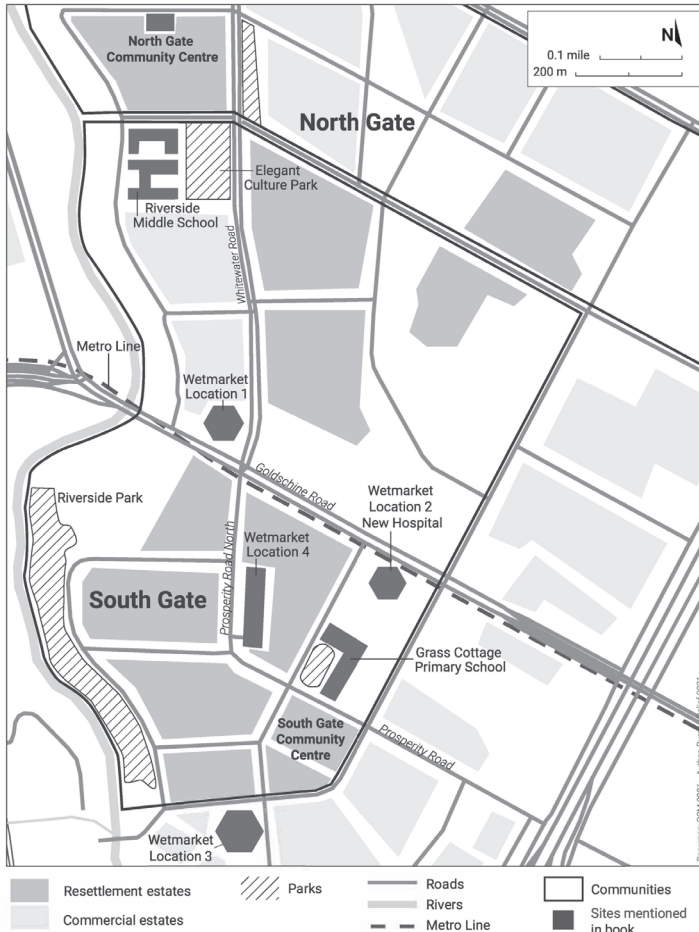 North Gate
Community Centre
N
0.1 mile
200 m
North Gate
Elegant
Culture Park
Riverside
Middle School
Whitewater Road
Metro Line
Wetmarket
Location 1
Goldschine Road
Wetmarket
Location 2
New Hospital
Riverside Park
Wetmarket
Location 4
Prosperity Road North
South Gate
Grass Cottage
Primary School
South Gate
Community
Centre
Prosperity Road
Wetmarket
Location 3
Resettlement estates
Commercial estates
Parks
Roads
Rivers
Metro Line
Communities
Sites mentioned
in book